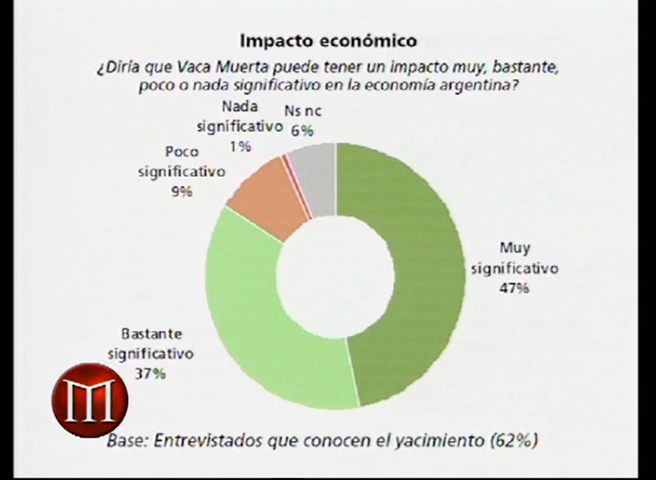 Impacto económico
¿Diría que Vaca Muerta puede tener un impacto muy, bastante,
poco o nada significativo en la economía argentina?
Nada
significativo
1%
Ns nc
6%
Poco
significativo
9%
Muy
significativo
47%
Bastante
significativo
37%
M
Base: Entrevistados que conocen el yacimiento (62%)